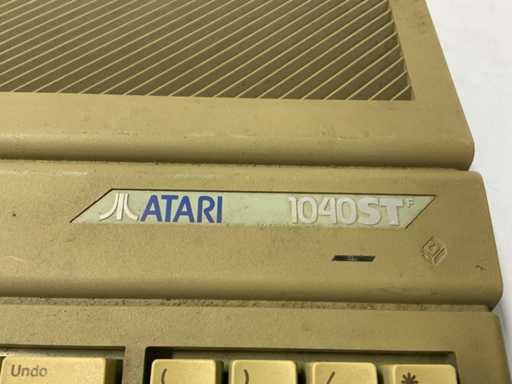 ATARI 1040STF
Undo ( ) / *